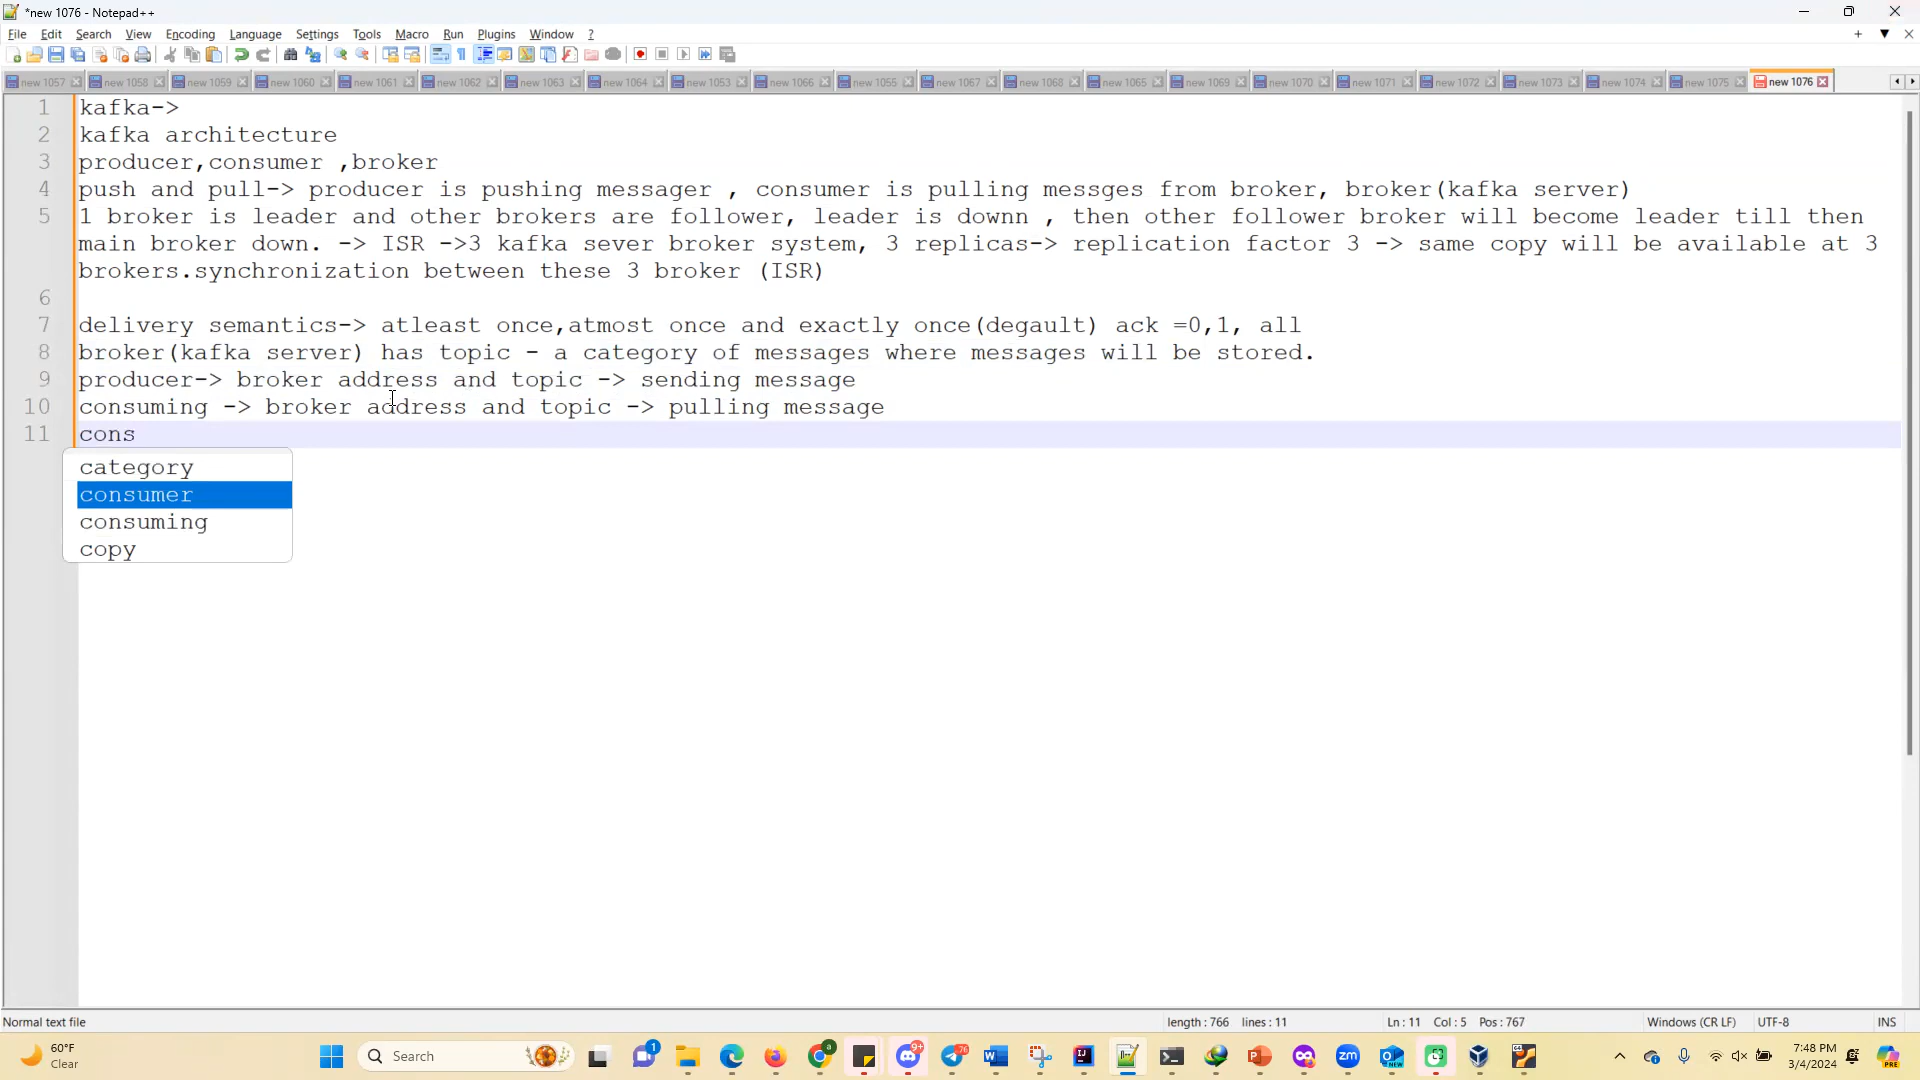 *new 1076 - Notepad++
File Edit Search View Encoding Language Settings Tools Macro Run Plugins Window ?
new 1057 new 1058 new 1059 new 1060 new 1061 new 1062 new 1063 new 1064 new 1053 new 1066 new 1055 new 1067 new 1068 new 1065 new 1069 new 1070 new 1071 new 1072 new 1073 new 1074 new 1075 new 1076
1 kafka->
2 kafka architecture
3 producer,consumer ,broker
4 push and pull-> producer is pushing messager , consumer is pulling messges from broker, broker(kafka server)
5 1 broker is leader and other brokers are follower, leader is downn , then other follower broker will become leader till then
main broker down. -> ISR ->3 kafka sever broker system, 3 replicas-> replication factor 3 -> same copy will be available at 3
brokers.synchronization between these 3 broker (ISR)
6
7 delivery semantics-> atleast once,atmost once and exactly once(degault) ack =0,1, all
8 broker(kafka server) has topic - a category of messages where messages will be stored.
9 producer-> broker address and topic -> sending message
10 consuming -> broker address and topic -> pulling message
11 cons
category
consumer
consuming
copy
Normal text file length : 766 lines : 11 Ln : 11 Col : 5 Pos : 767 Windows (CR LF) UTF-8 INS
60°F
Clear
Search
7:48 PM
3/4/2024